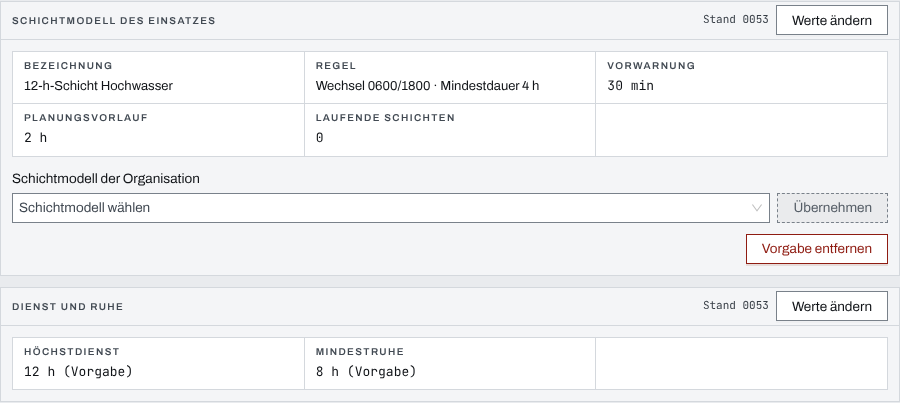 SCHICHTMODELL DES EINSATZES
Stand 0053
Werte ändern
BEZEICHNUNG
12-h-Schicht Hochwasser
REGEL
Wechsel 0600/1800 · Mindestdauer 4 h
VORWARNUNG
30 min
PLANUNGSVORLAUF
2 h
LAUFENDE SCHICHTEN
0
Schichtmodell der Organisation
Schichtmodell wählen
Übernehmen
Vorgabe entfernen
DIENST UND RUHE
Stand 0053
Werte ändern
HÖCHSTDIENST
12 h (Vorgabe)
MINDESTRUHE
8 h (Vorgabe)